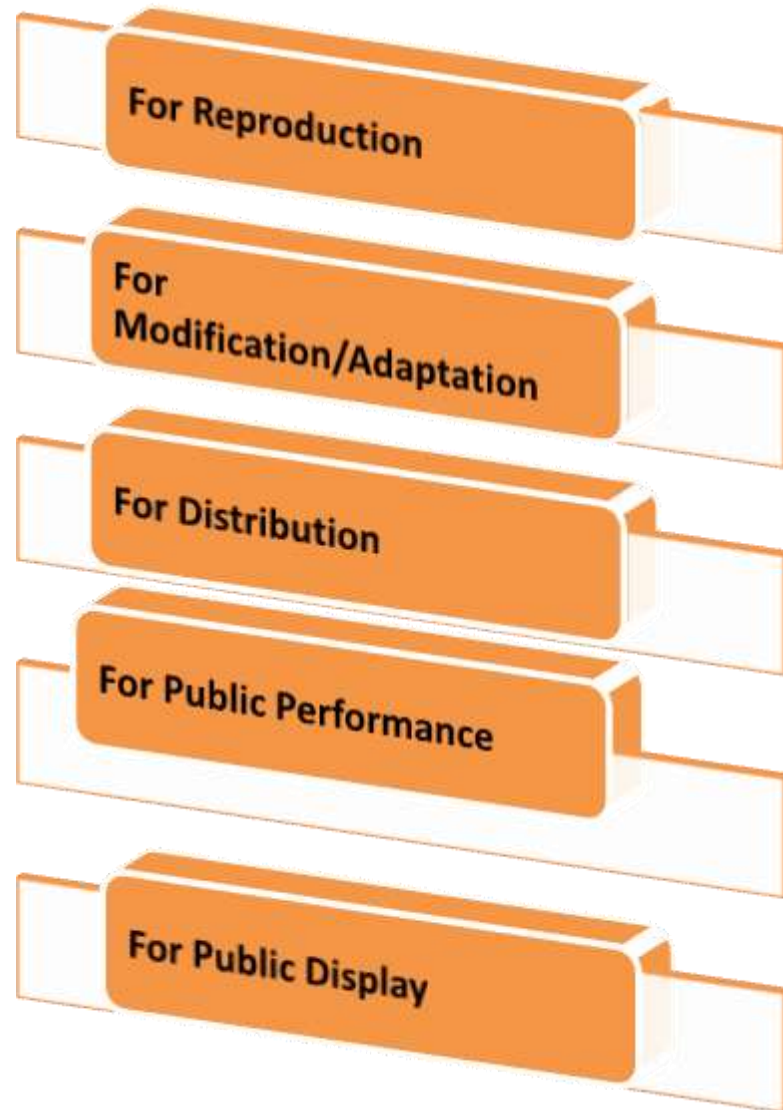 For Reproduction
For
Modification/Adaptation
For Distribution
For Public Performance
For Public Display